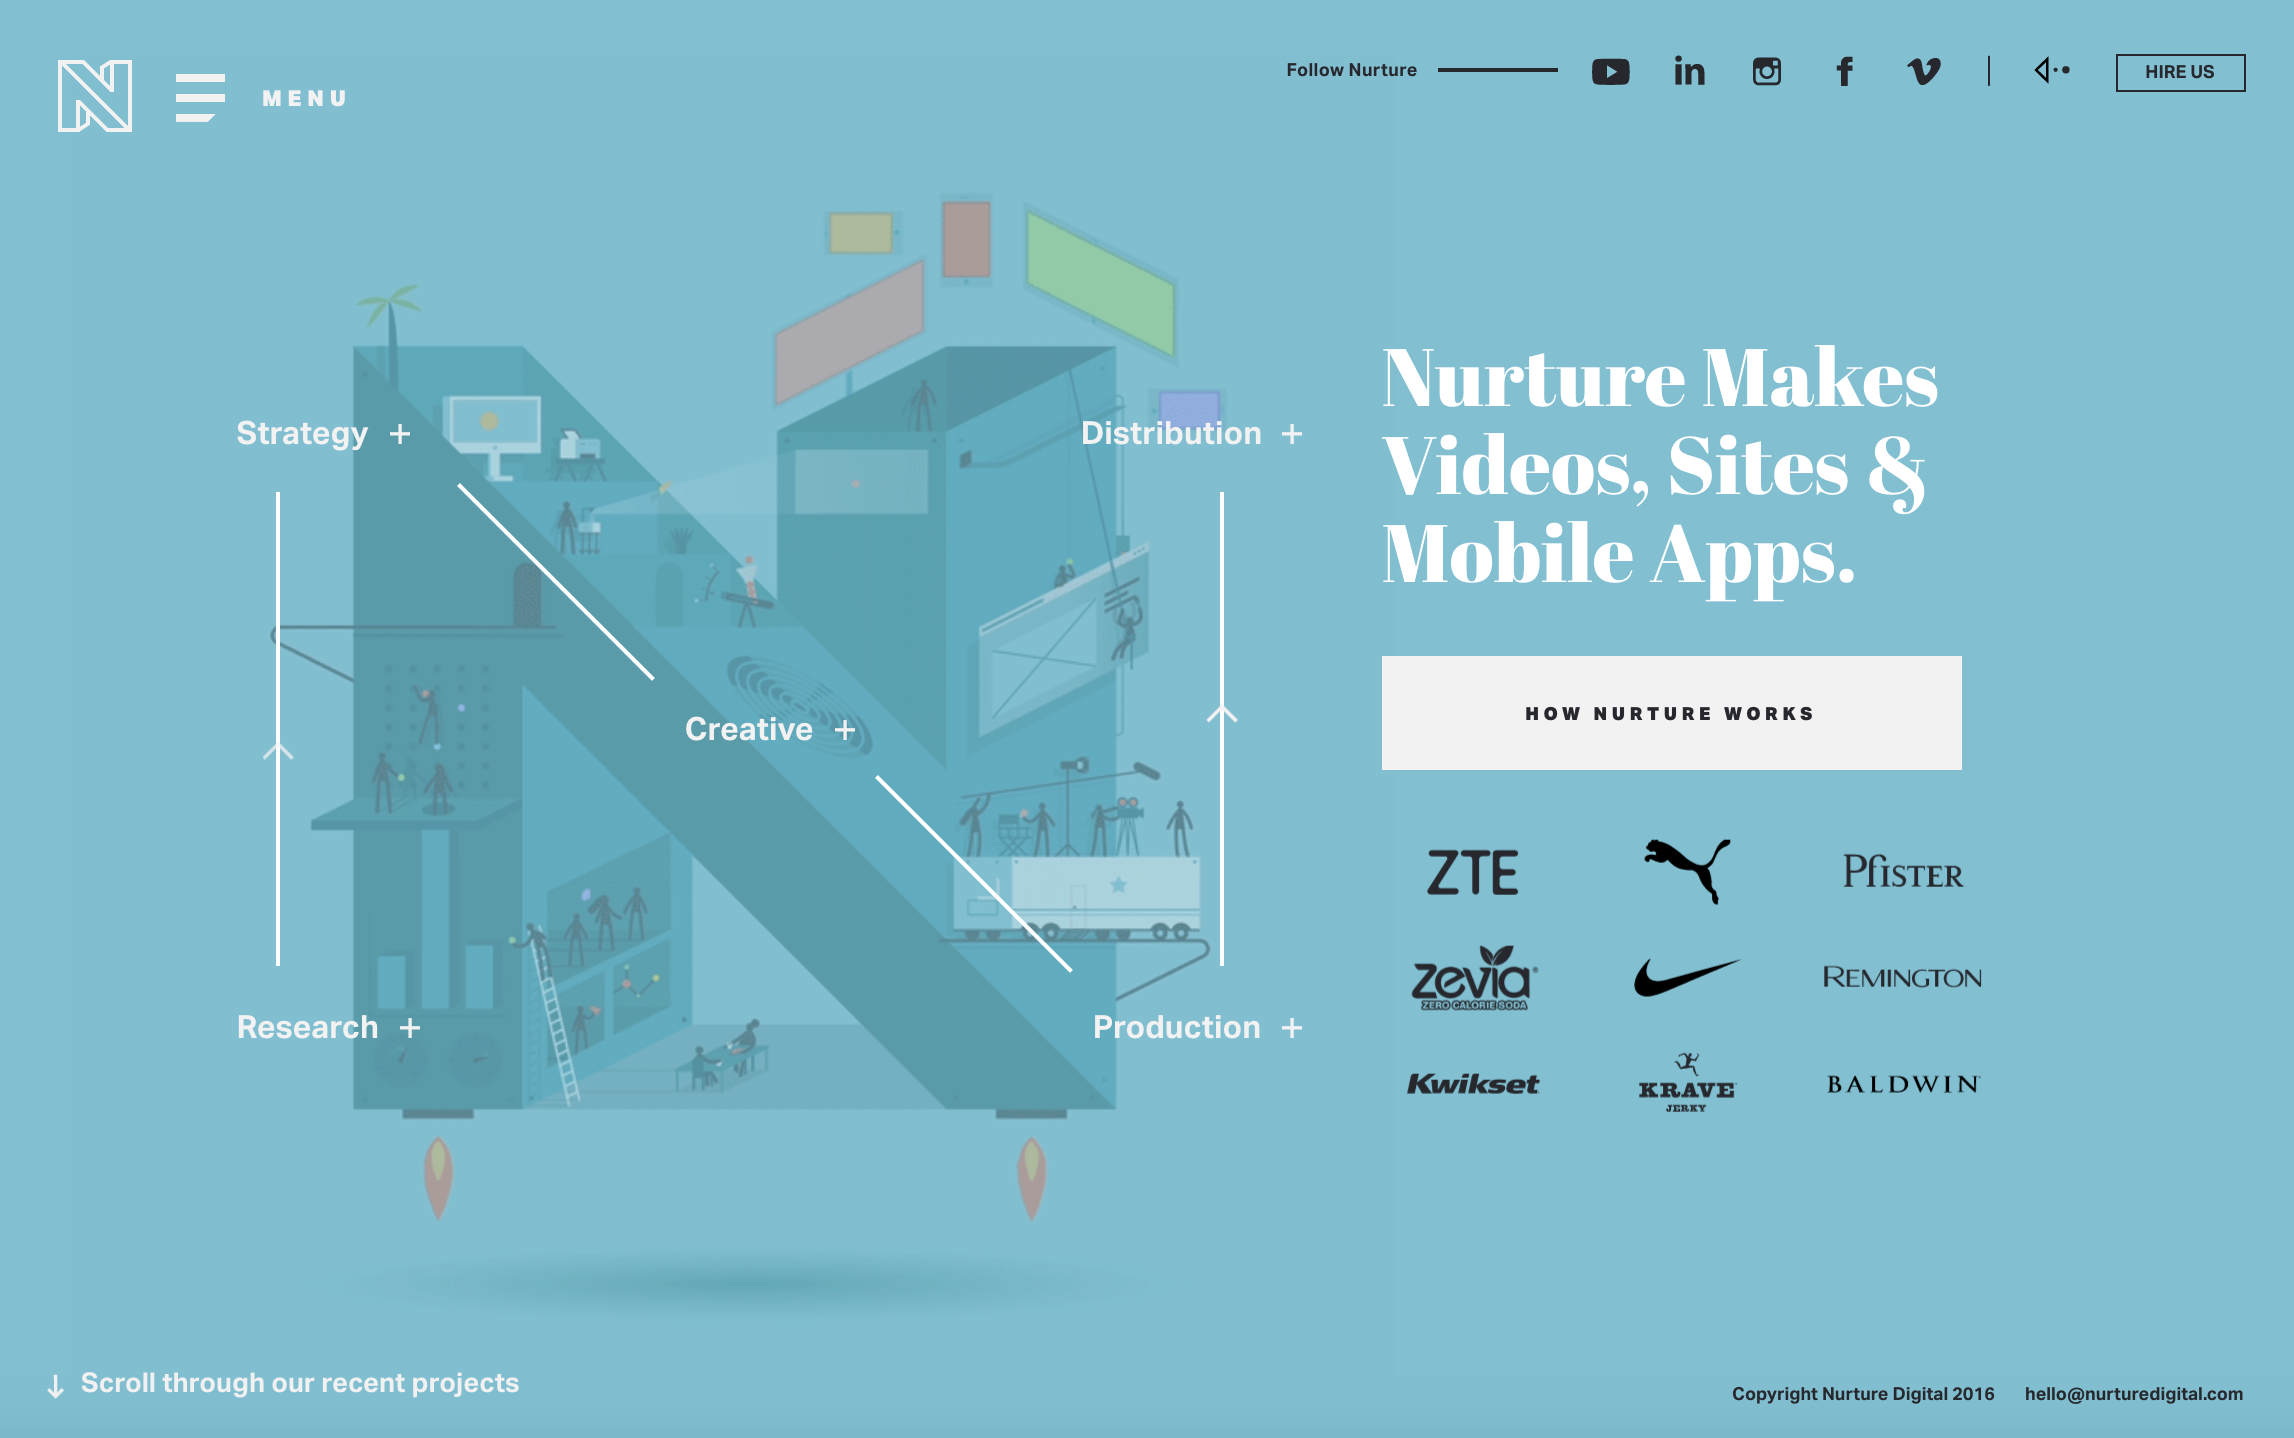 MENU
Follow Nurture
HIRE US
Strategy +
Distribution +
Creative +
Research +
Production +
Nurture Makes
Videos, Sites &
Mobile Apps.
HOW NURTURE WORKS
ZTE
Pfister
zevia
ZERO CALORIE SODA
REMINGTON
Kwikset
KRAVE
JERKY
BALDWIN
Scroll through our recent projects
Copyright Nurture Digital 2016
hello@nurturedigital.com